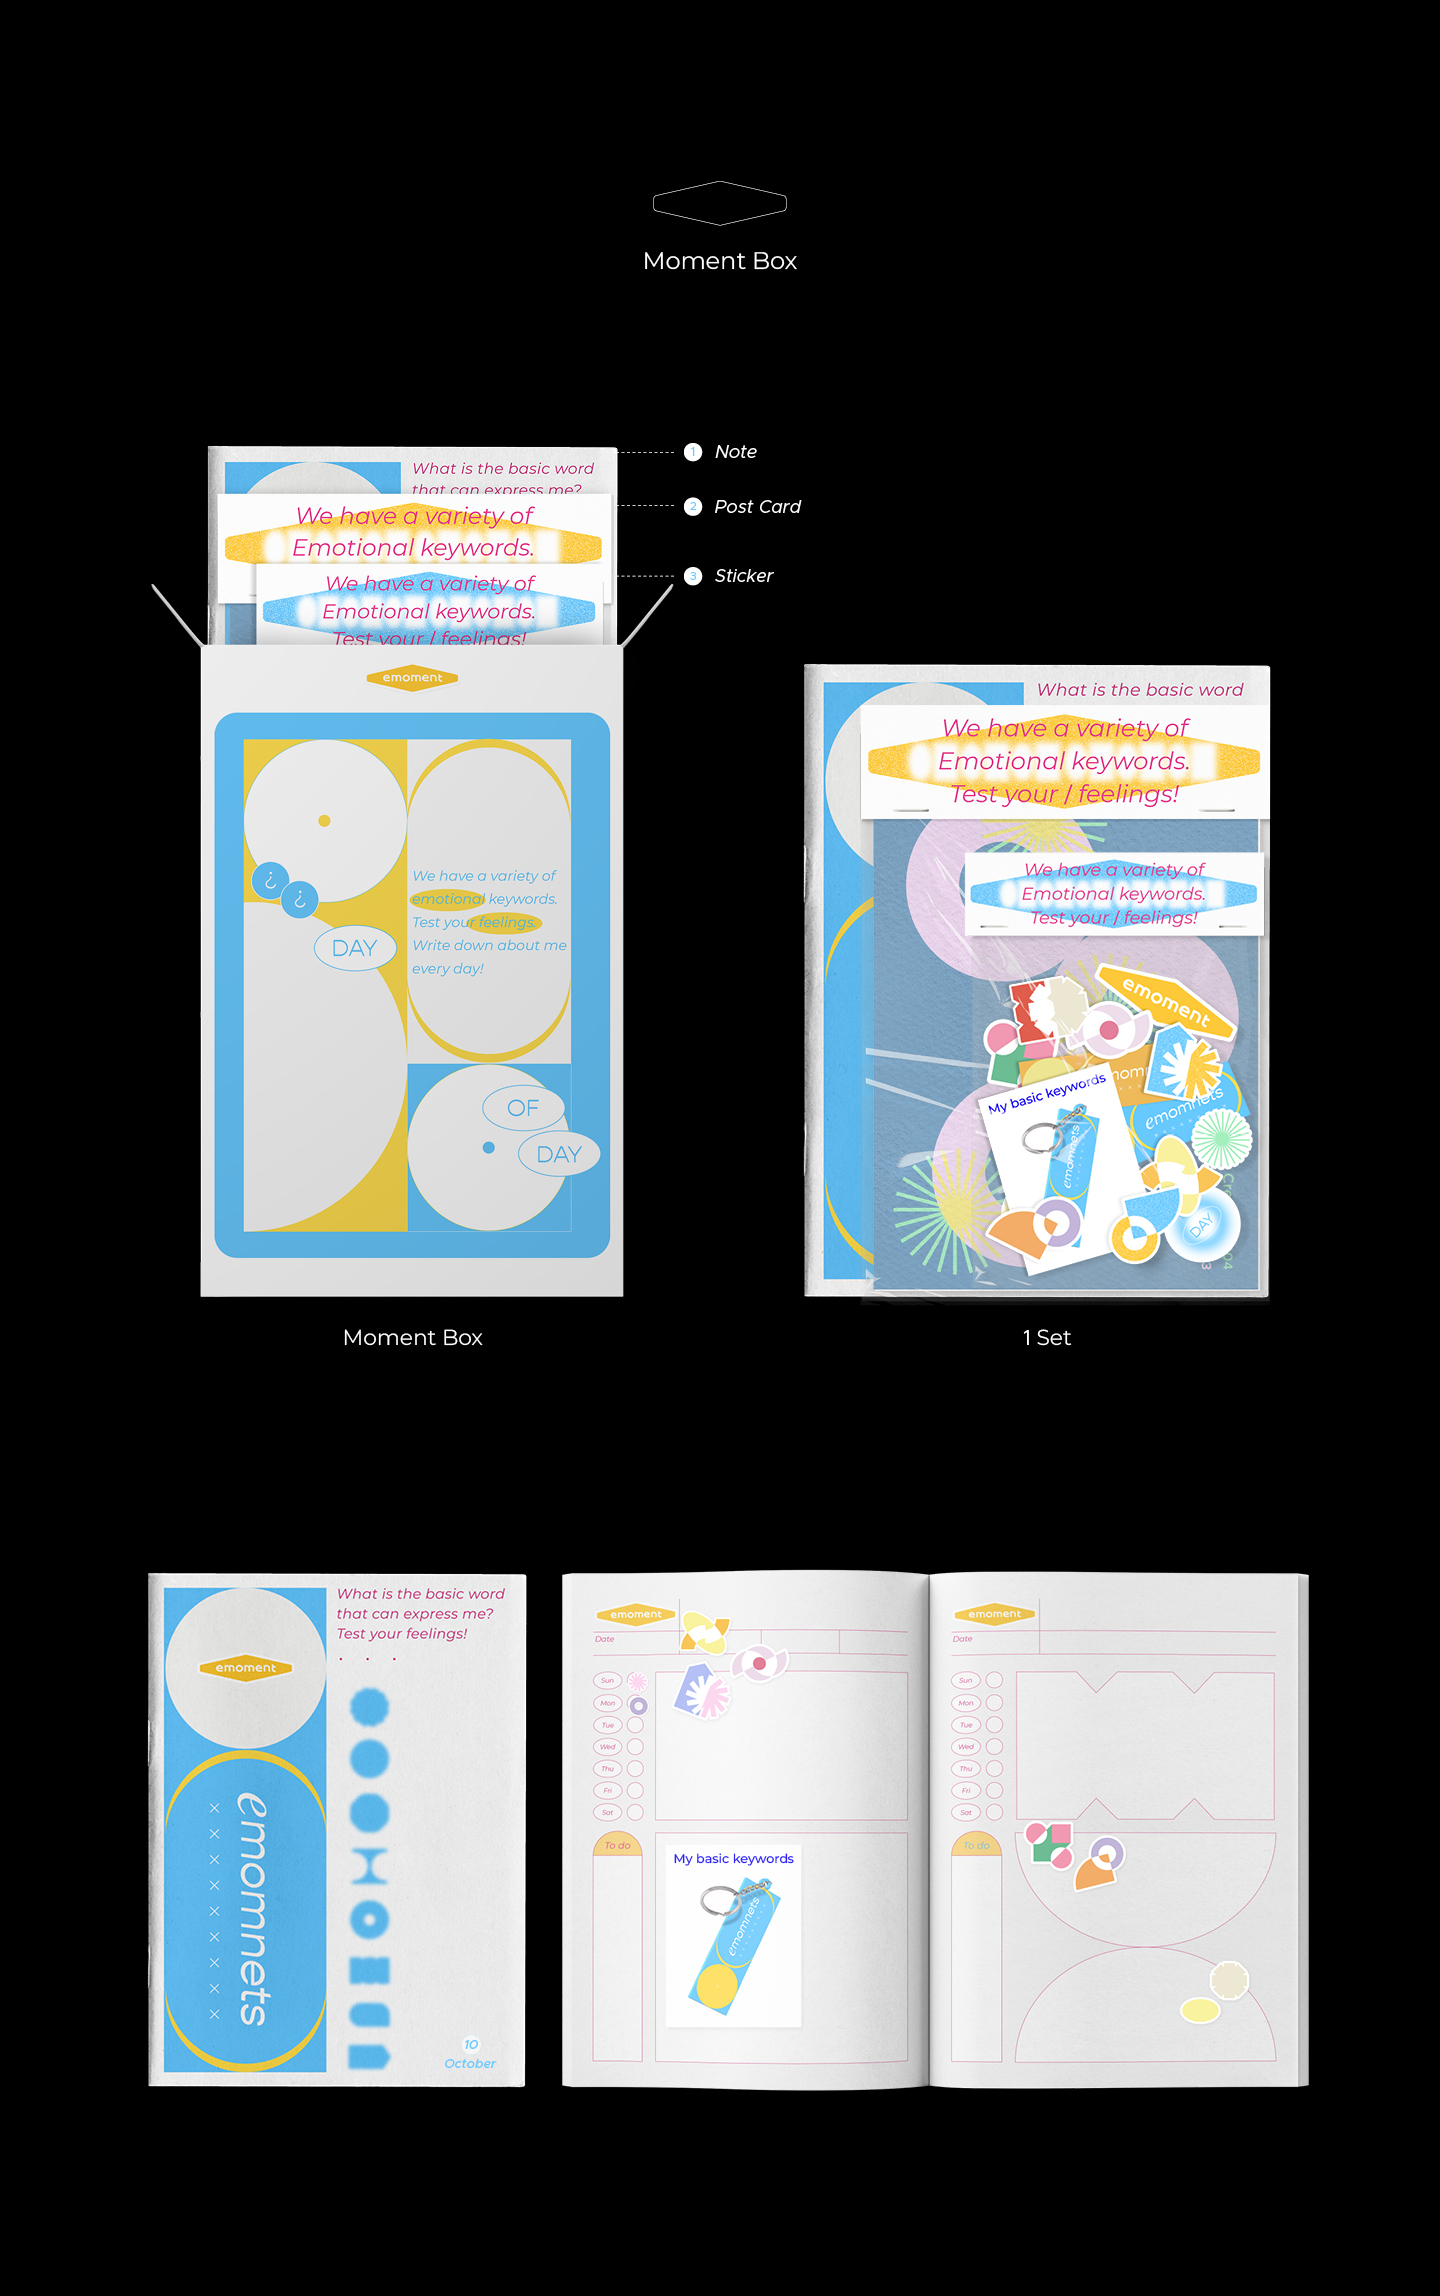 Moment Box
What is the basic word
that can express me?
We have a variety of
Emotional keywords.
We have a variety of
Emotional keywords.
Test your / feelings!
1 Note
2 Post Card
3 Sticker
emoment
We have a variety of
emotional keywords.
Test your feelings.
Write down about me
every day!
¿
¿
DAY
OF
DAY
Moment Box
What is the basic word
We have a variety of
Emotional keywords.
Test your / feelings!
We have a variety of
Emotional keywords.
Test your / feelings!
emoment
My basic keywords
emomnets
emomnets
DAY
1 Set
What is the basic word
that can express me?
Test your feelings!
. . .
emoment
emomnets
× × × × × × × × ×
10
October
emoment
Date
Sun
Mon
Tue
Wed
Thu
Fri
Sat
To do
My basic keywords
emomnets
emoment
Date
Sun
Mon
Tue
Wed
Thu
Fri
Sat
To do